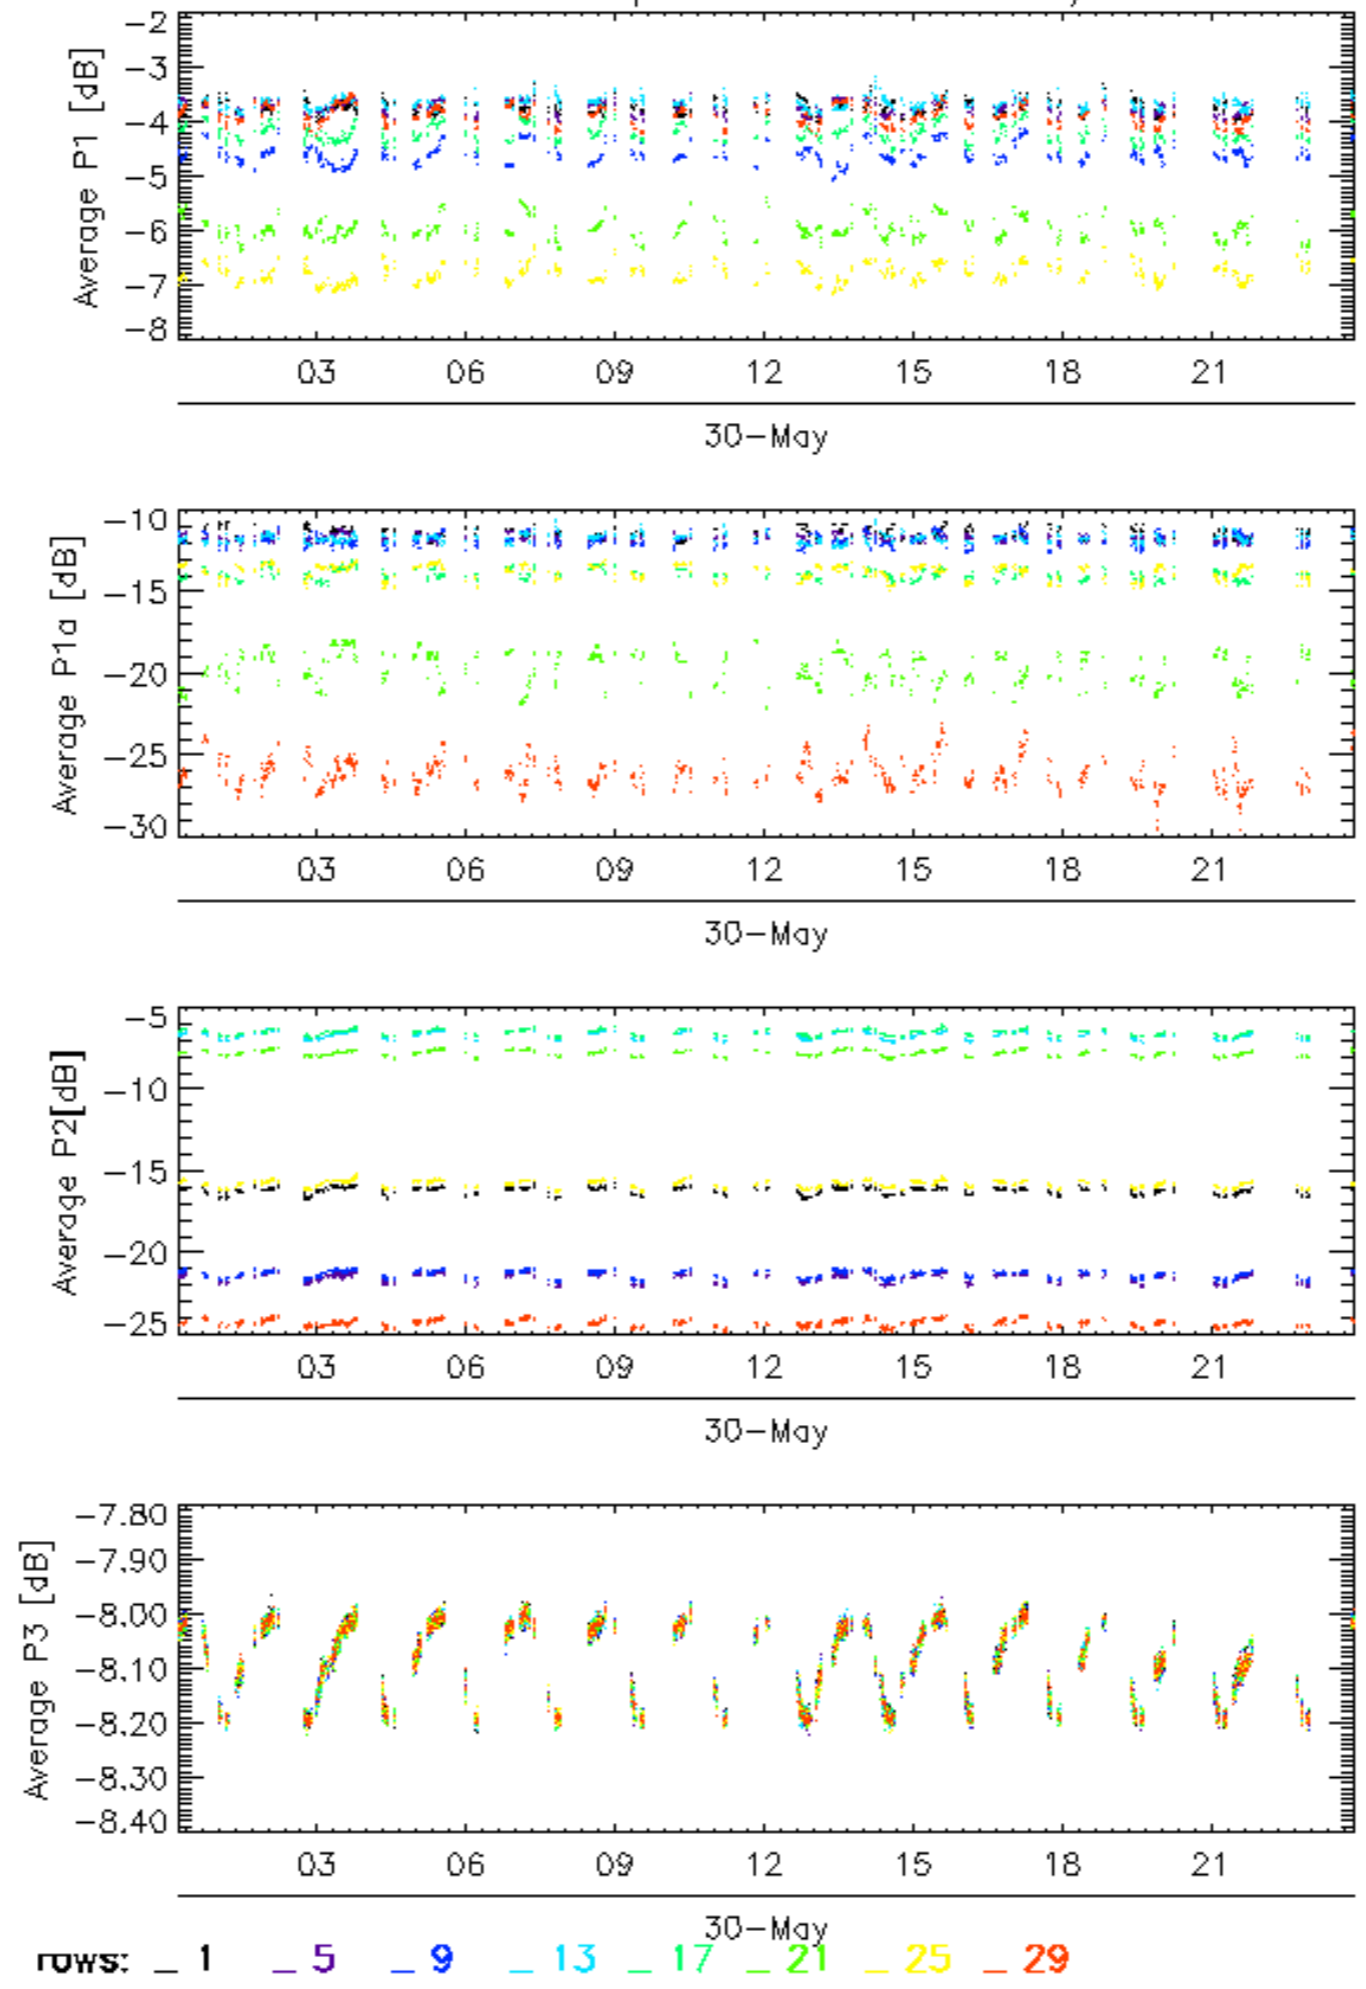 Average P1 [dB]
-2
-3
-4
-5
-6
-7
-8
03 06 09 12 15 18 21
30-May
Average P1a [dB]
-10
-15
-20
-25
-30
03 06 09 12 15 18 21
30-May
Average P2[dB]
-5
-10
-15
-20
-25
03 06 09 12 15 18 21
30-May
Average P3 [dB]
-7.80
-7.90
-8.00
-8.10
-8.20
-8.30
-8.40
03 06 09 12 15 18 21
30-May
rows: _ 1 _ 5 _ 9 _ 13 _ 17 _ 21 _ 25 _ 29